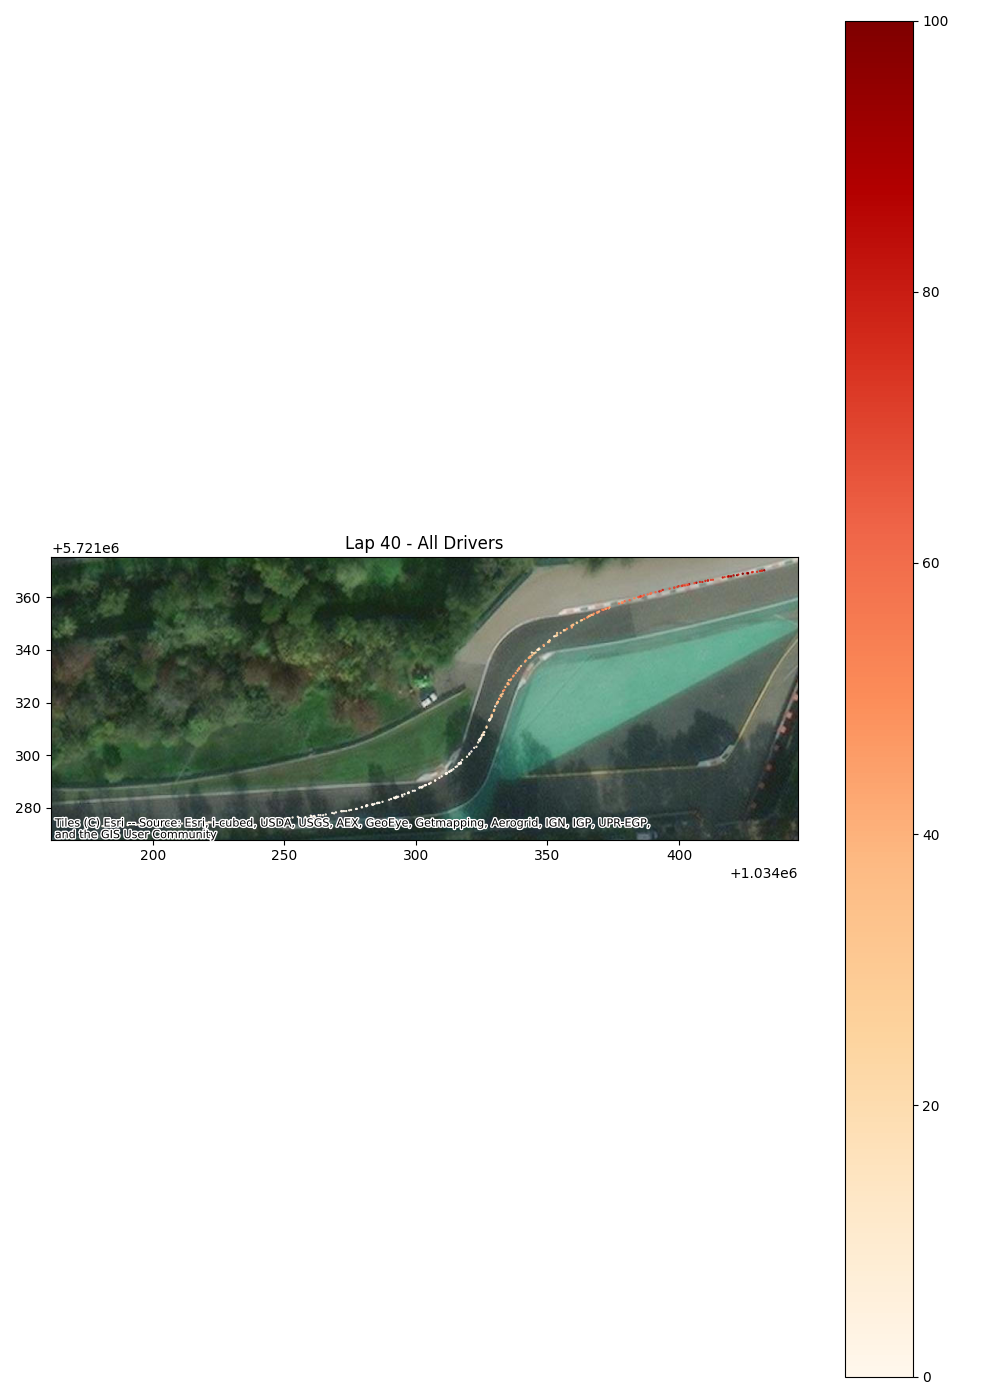 Lap 40 - All Drivers
+5.721e6
360
340
320
300
280
Tiles (C) Esri -- Source: Esri, i-cubed, USDA, USGS, AEX, GeoEye, Getmapping, Aerogrid, IGN, IGP, UPR-EGP,
and the GIS User Community
200 250 300 350 400
+1.034e6
100
80
60
40
20
0